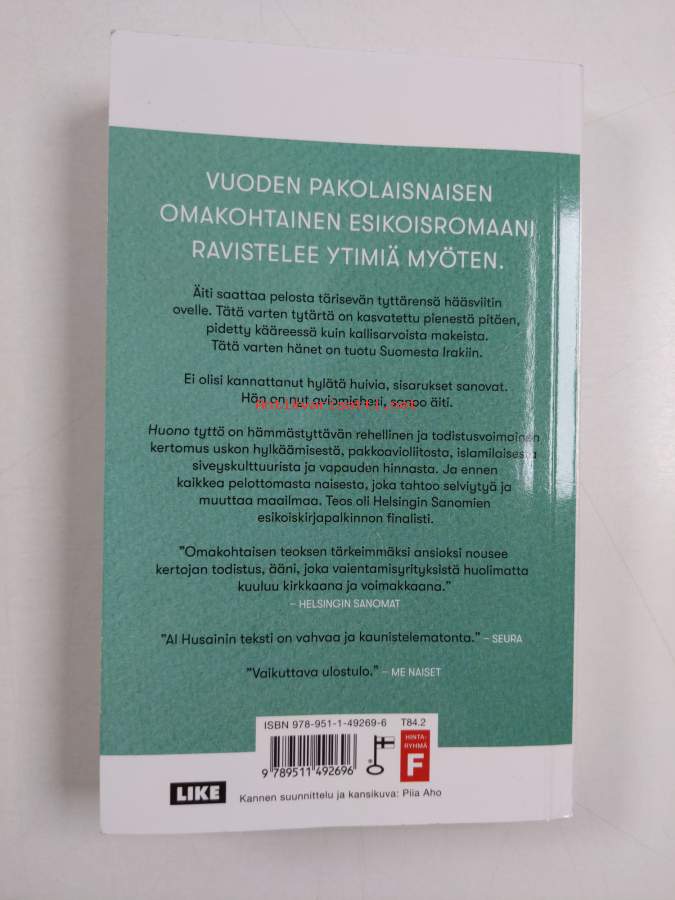 VUODEN PAKOLAISNAISEN
OMAKOHTAINEN ESIKOISROMAANI
RAVISTELEE YTIMIÄ MYÖTEN.
Äiti saattaa pelosta tärisevän tyttärensä hääsviitin
ovelle. Tätä varten tytärtä on kasvatettu pienestä pitäen,
pidetty kääreessä kuin kallisarvoista makeista.
Tätä varten hänet on tuotu Suomesta Irakiin.
Ei olisi kannattanut hylätä huivia, sisarukset sanovat.
Hän on nyt aviomiehesi, sanoo äiti.
Huono tyttö on hämmästyttävän rehellinen ja todistusvoimainen
kertomus uskon hylkäämisestä, pakkoavioliitosta, islamilaisesta
siveyskulttuurista ja vapauden hinnasta. Ja ennen
kaikkea pelottomasta naisesta, joka tahtoo selviytyä ja
muuttaa maailmaa. Teos oli Helsingin Sanomien
esikoiskirjapalkinnon finalisti.
"Omakohtaisen teoksen tärkeimmäksi ansioksi nousee
kertojan todistus, ääni, joka vaientamisyrityksistä huolimatta
kuuluu kirkkaana ja voimakkaana."
– HELSINGIN SANOMAT
"Al Husainin teksti on vahvaa ja kaunistelematonta." – SEURA
"Vaikuttava ulostulo." – ME NAISET
ISBN 978-951-1-49269-6 T84.2
HINTA-
RYHMÄ
F
9 789511 492696
LIKE
Kannen suunnittelu ja kansikuva: Piia Aho